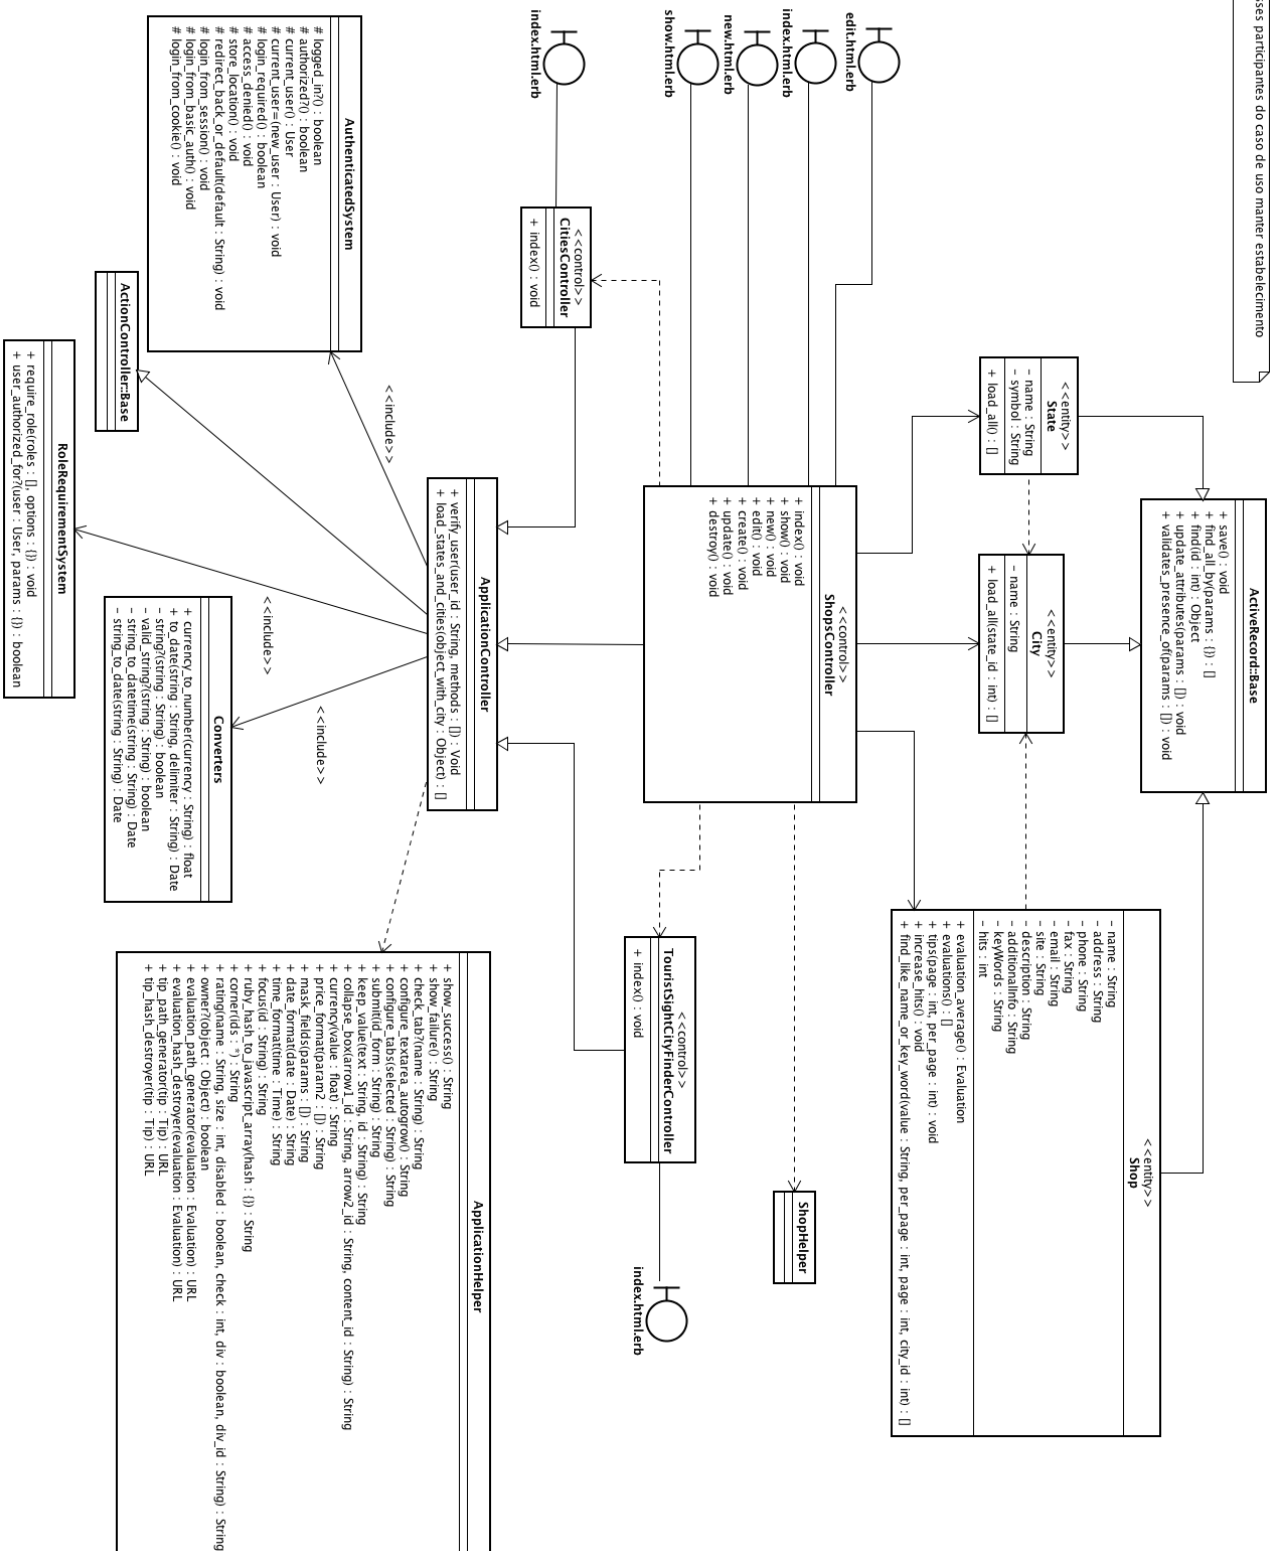 ses participantes do caso de uso manter estabelecimento
ActiveRecord::Base
+ save() : void
+ find_all_by(params : {}) : []
+ find(id : int) : Object
+ update_attributes(params : []) : void
+ validates_presence_of(params : []) : void
<<entity>>
State
- name : String
- symbol : String
+ load_all() : []
<<entity>>
City
- name : String
+ load_all(state_id : int) : []
<<entity>>
Shop
- name : String
- address : String
- phone : String
- fax : String
- email : String
- site : String
- description : String
- additionalInfo : String
- keyWords : String
- hits : int
+ evaluation_average() : Evaluation
+ evaluations() : []
+ tips(page : int, per_page : int) : void
+ increase_hits() : void
+ find_like_name_or_key_word(value : String, per_page : int, page : int, city_id : int) : []
edit.html.erb
index.html.erb
new.html.erb
show.html.erb
<<control>>
ShopsController
+ index() : void
+ show() : void
+ new() : void
+ edit() : void
+ create() : void
+ update() : void
+ destroy() : void
ShopHelper
index.html.erb
<<control>>
CitiesController
+ index() : void
<<control>>
TouristSightCityFinderController
+ index() : void
index.html.erb
ApplicationController
+ verify_user(user_id : String, methods : []) : Void
+ load_states_and_cities(object_with_city : Object) : []
AuthenticatedSystem
# logged_in?() : boolean
# authorized?() : boolean
# current_user() : User
# current_user=(new_user : User) : void
# login_required() : boolean
# access_denied() : void
# store_location() : void
# redirect_back_or_default(default : String) : void
# login_from_session() : void
# login_from_basic_auth() : void
# login_from_cookie() : void
<<include>>
<<include>>
<<include>>
ActionController::Base
RoleRequirementSystem
+ require_role(roles : [], options : {}) : void
+ user_authorized_for?(user : User, params : {}) : boolean
Converters
+ currency_to_number(currency : String) : float
+ to_date(string : String, delimiter : String) : Date
- string?(string : String) : boolean
- valid_string?(string : String) : boolean
- string_to_datetime(string : String) : Date
- string_to_date(string : String) : Date
ApplicationHelper
+ show_success() : String
+ show_failure() : String
+ check_tab?(name : String) : String
+ configure_textarea_autogrow() : String
+ configure_tabs(selected : String) : String
+ submit(id_form : String) : String
+ keep_value(text : String, id : String) : String
+ collapse_box(arrow1_id : String, arrow2_id : String, content_id : String) : String
+ currency(value : float) : String
+ price_format(param2 : []) : String
+ mask_fields(params : []) : String
+ date_format(date : Date) : String
+ time_format(time : Time) : String
+ focus(id : String) : String
+ ruby_hash_to_javascript_array(hash : {}) : String
+ corner(ids : *) : String
+ rating(name : String, size : int, disabled : boolean, check : int, div : boolean, div_id : String) : String
+ owner?(object : Object) : boolean
+ evaluation_path_generator(evaluation : Evaluation) : URL
+ evaluation_hash_destroyer(evaluation : Evaluation) : URL
+ tip_path_generator(tip : Tip) : URL
+ tip_hash_destroyer(tip : Tip) : URL